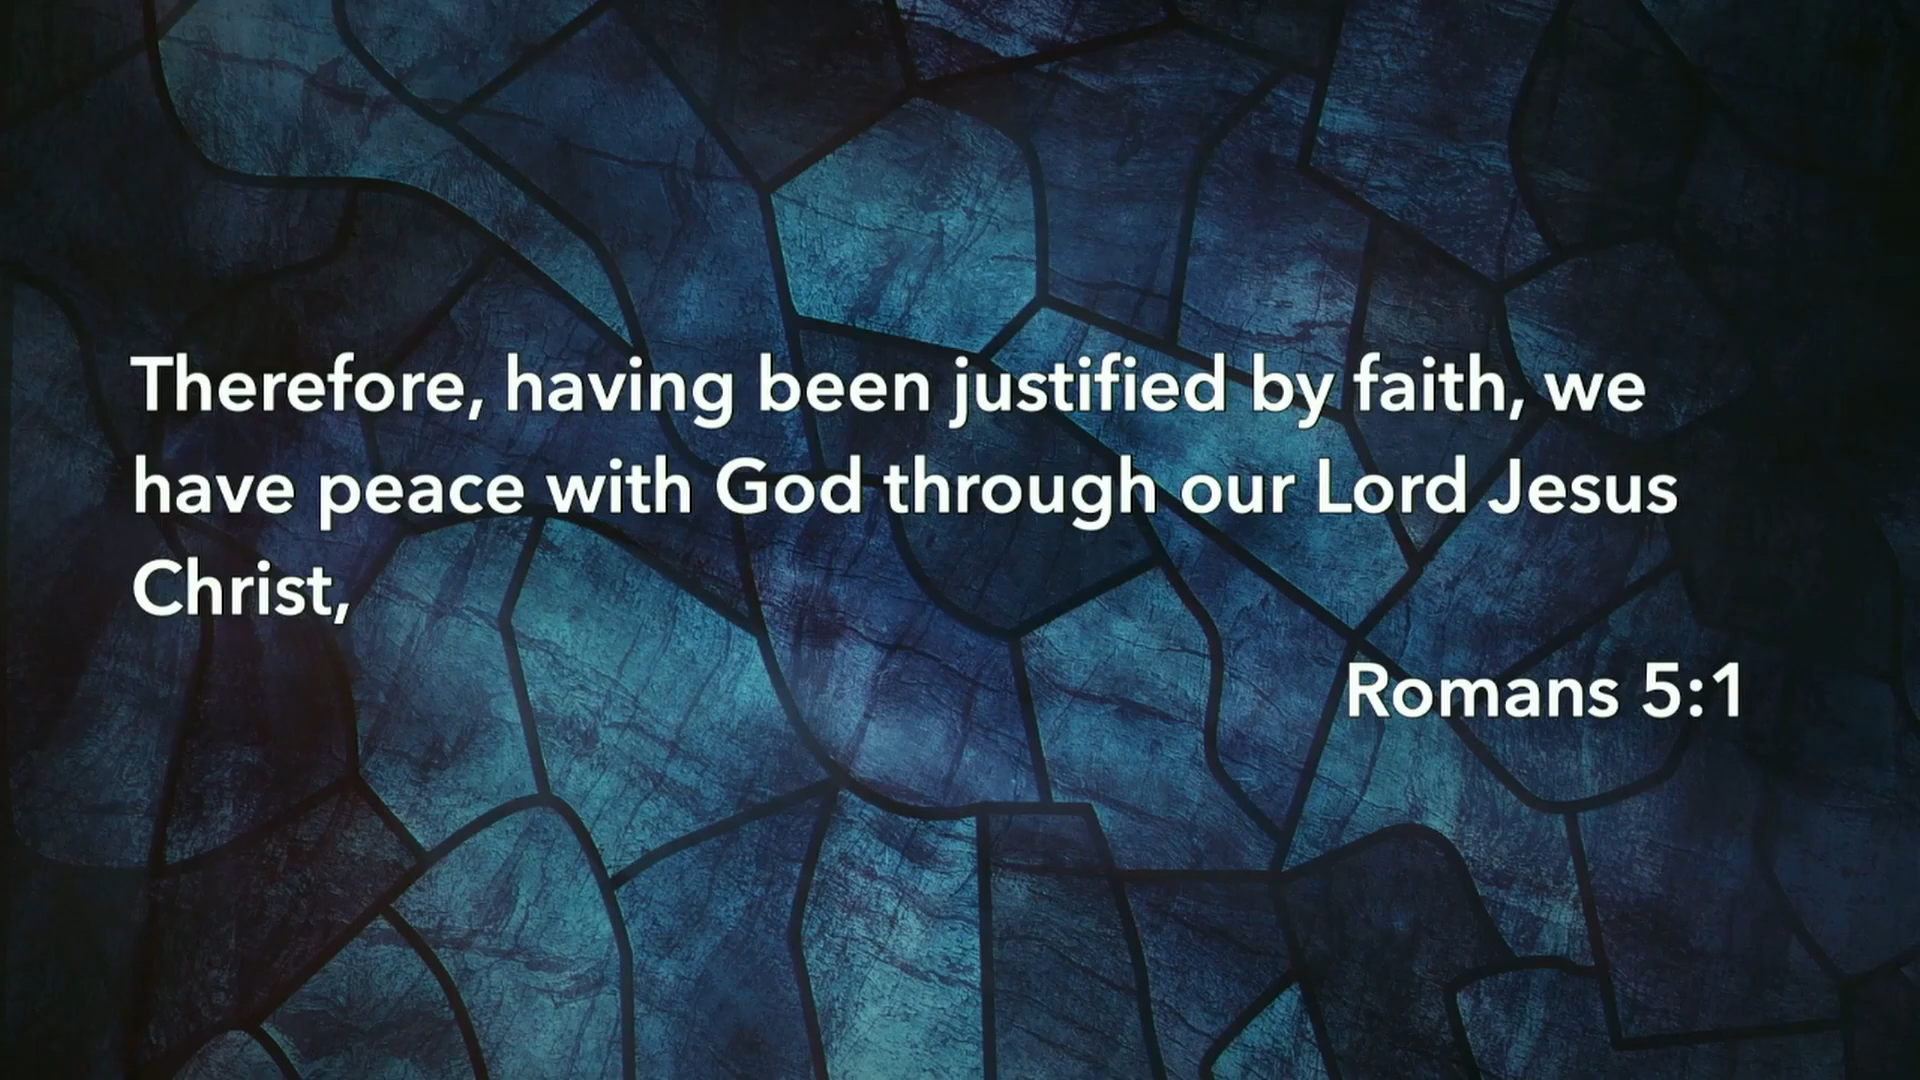 Therefore, having been justified by faith, we
have peace with God through our Lord Jesus
Christ,
Romans 5:1